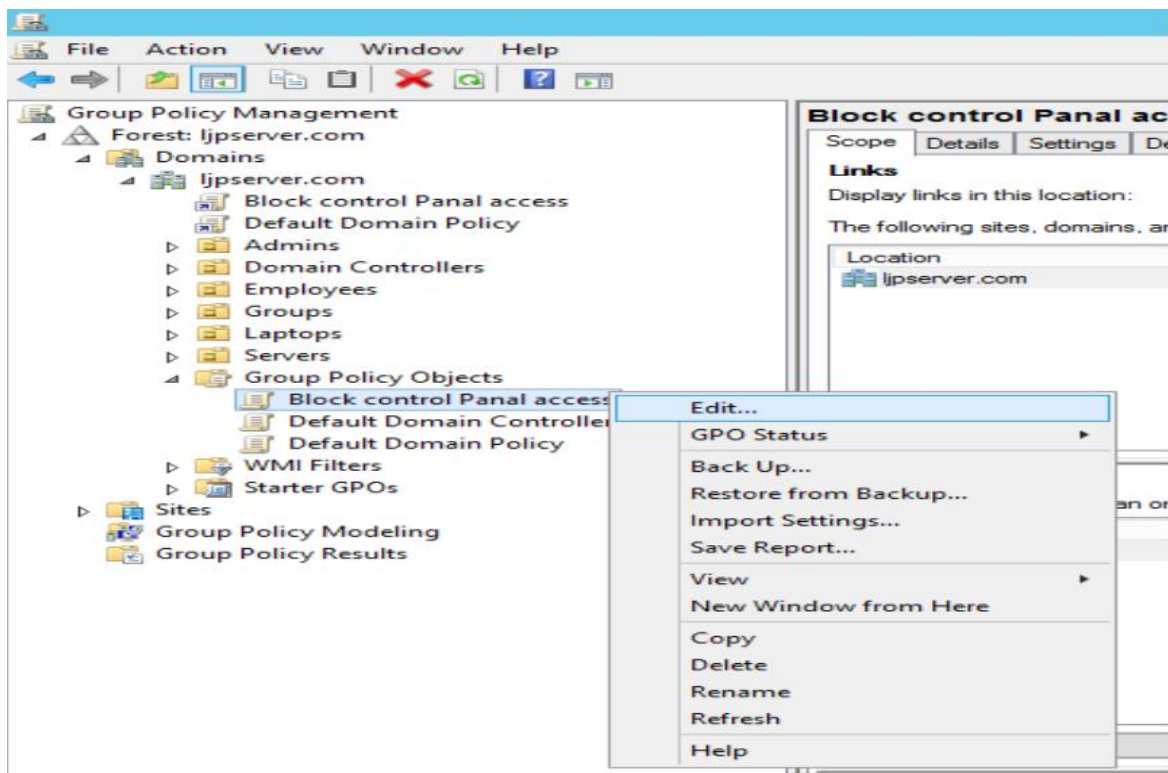 File Action View Window Help
Group Policy Management
Forest: ljpserver.com
Domains
ljpserver.com
Block control Panal access
Default Domain Policy
Admins
Domain Controllers
Employees
Groups
Laptops
Servers
Group Policy Objects
Block control Panal access
Default Domain Controller
Default Domain Policy
WMI Filters
Starter GPOs
Sites
Group Policy Modeling
Group Policy Results
Block control Panal ac
Scope Details Settings De
Links
Display links in this location:
The following sites, domains, ar
Location
ljpserver.com
an or
Edit...
GPO Status
Back Up...
Restore from Backup...
Import Settings...
Save Report...
View
New Window from Here
Copy
Delete
Rename
Refresh
Help